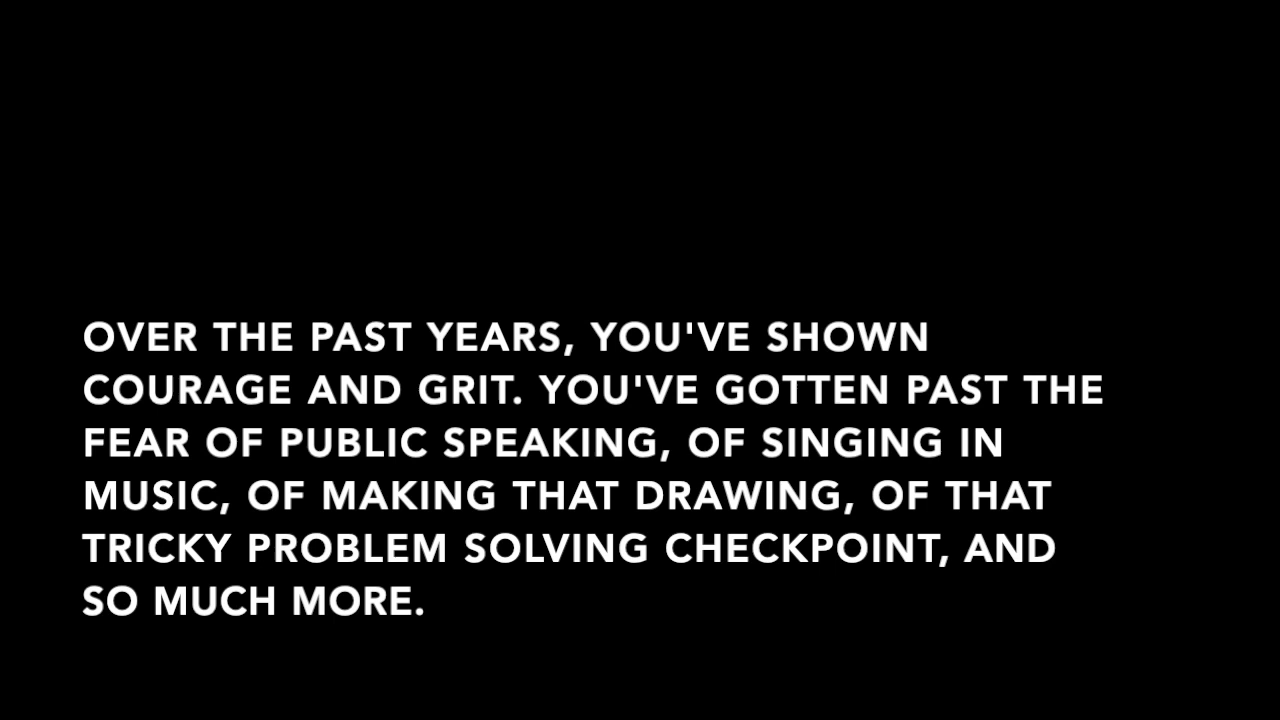 OVER THE PAST YEARS, YOU'VE SHOWN
COURAGE AND GRIT. YOU'VE GOTTEN PAST THE
FEAR OF PUBLIC SPEAKING, OF SINGING IN
MUSIC, OF MAKING THAT DRAWING, OF THAT
TRICKY PROBLEM SOLVING CHECKPOINT, AND
SO MUCH MORE.